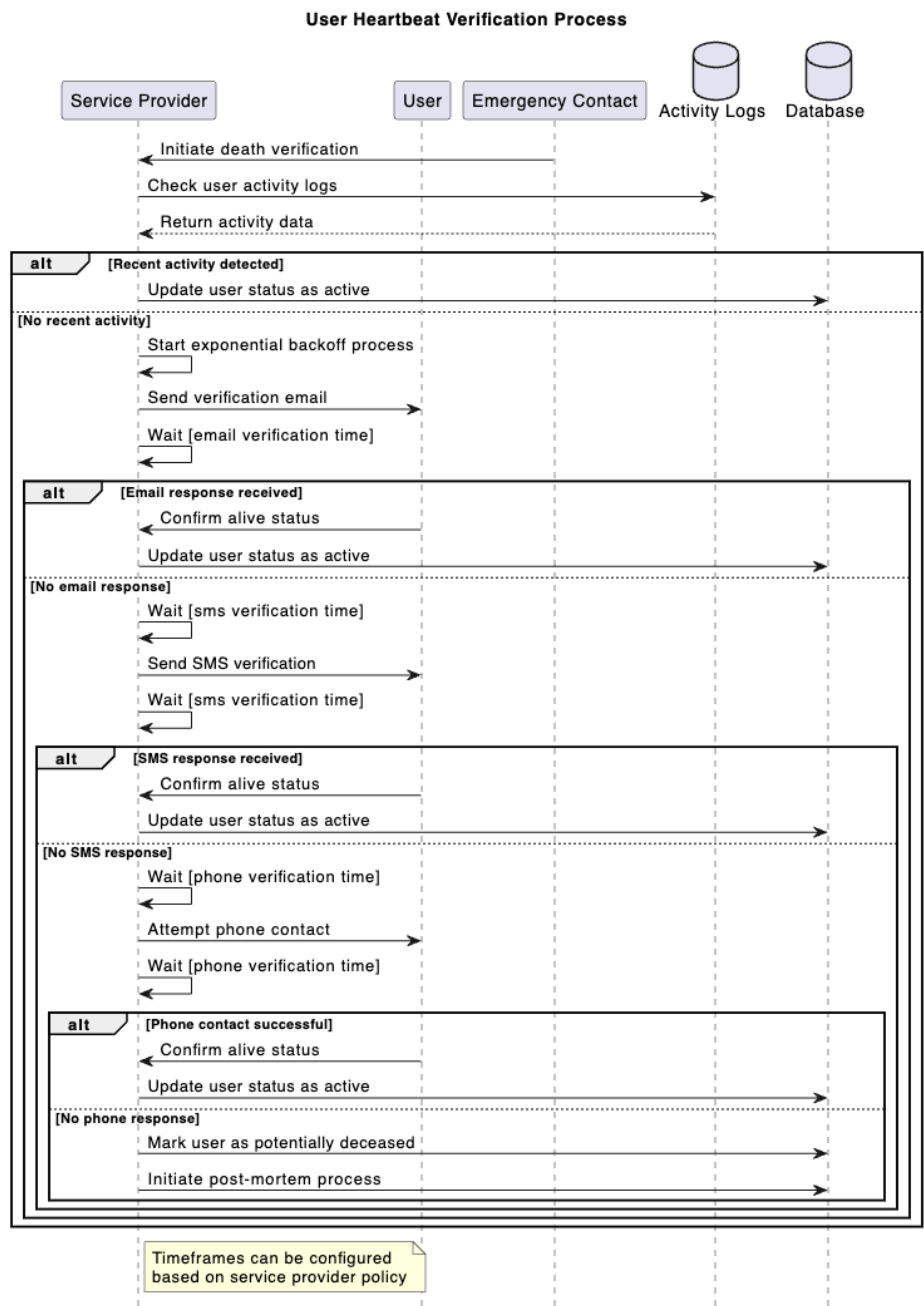 User Heartbeat Verification Process
Service Provider
User
Emergency Contact
Activity Logs
Database
Initiate death verification
Check user activity logs
Return activity data
alt
[Recent activity detected]
Update user status as active
[No recent activity]
Start exponential backoff process
Send verification email
Wait [email verification time]
alt
[Email response received]
Confirm alive status
Update user status as active
[No email response]
Wait [sms verification time]
Send SMS verification
Wait [sms verification time]
alt
[SMS response received]
Confirm alive status
Update user status as active
[No SMS response]
Wait [phone verification time]
Attempt phone contact
Wait [phone verification time]
alt
[Phone contact successful]
Confirm alive status
Update user status as active
[No phone response]
Mark user as potentially deceased
Initiate post-mortem process
Timeframes can be configured
based on service provider policy